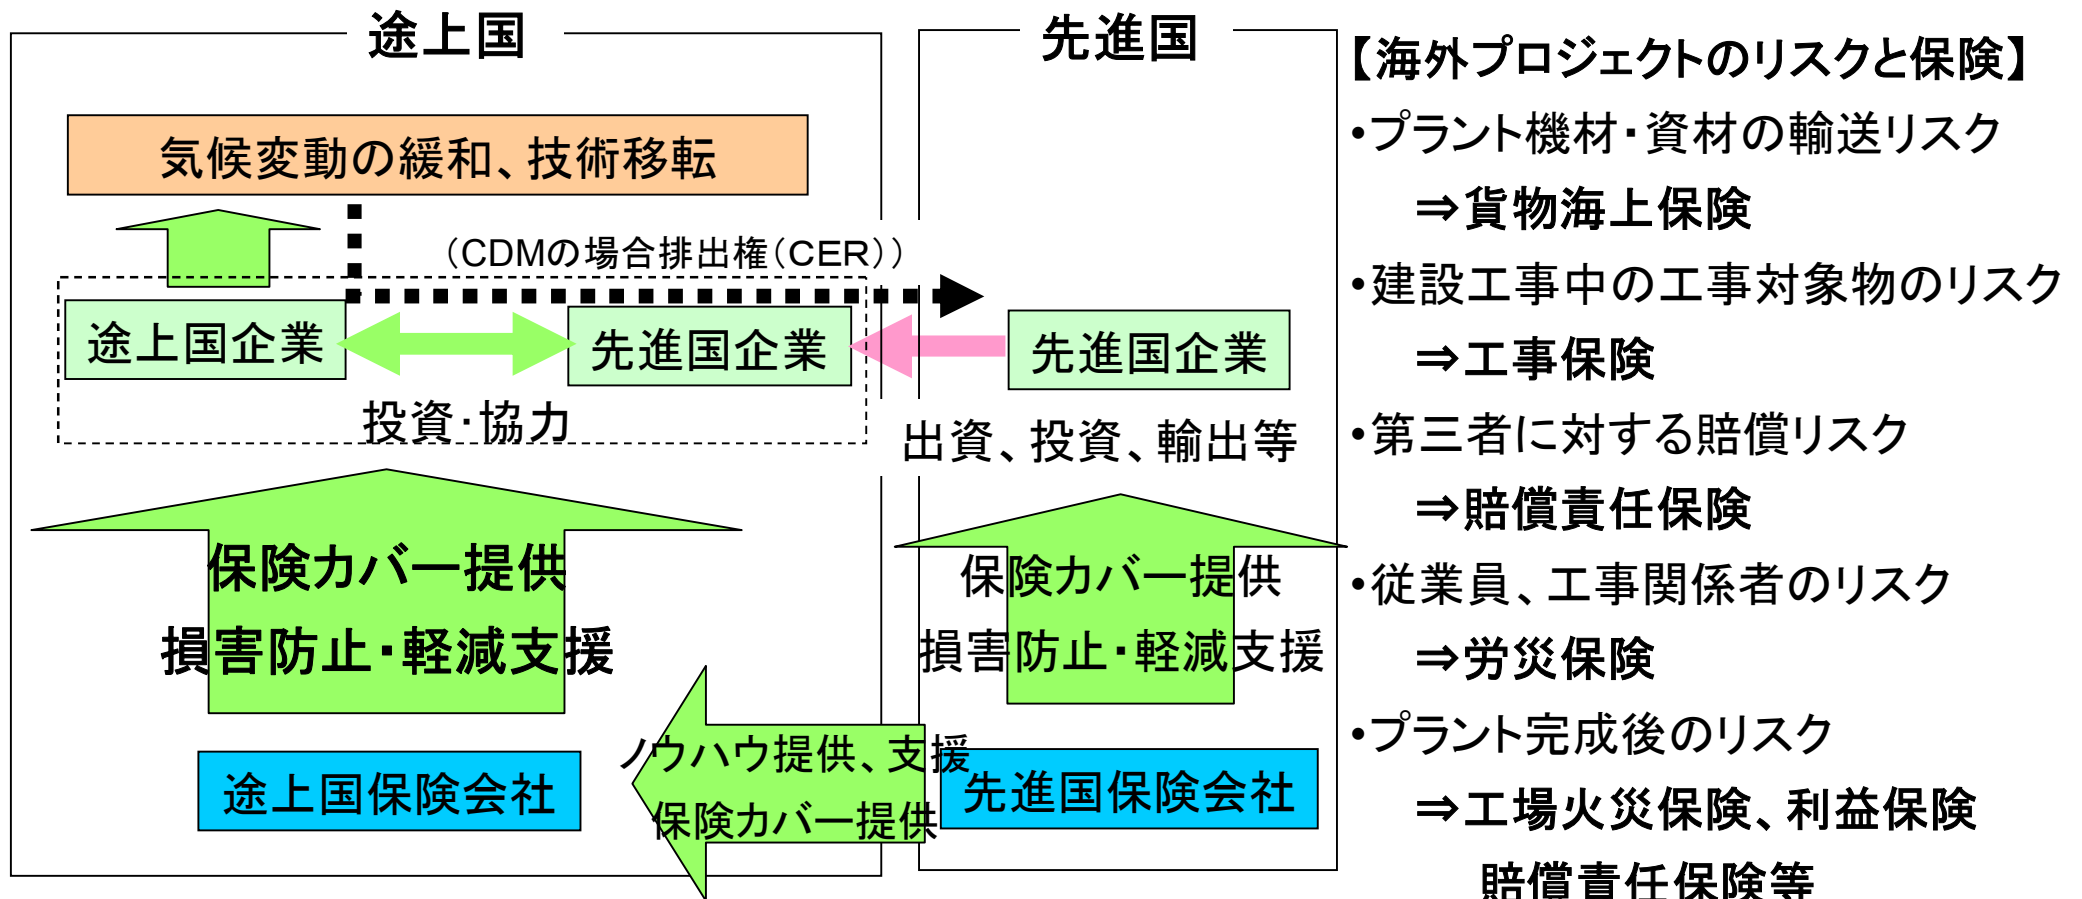 途上国
気候変動の緩和、技術移転
（CDMの場合排出権（CER））
途上国企業
先進国企業
投資・協力
保険カバー提供
損害防止・軽減支援
途上国保険会社
ノウハウ提供、支援
保険カバー提供
先進国
先進国企業
出資、投資、輸出等
保険カバー提供
損害防止・軽減支援
先進国保険会社
【海外プロジェクトのリスクと保険】
•プラント機材・資材の輸送リスク
⇒貨物海上保険
•建設工事中の工事対象物のリスク
⇒工事保険
•第三者に対する賠償リスク
⇒賠償責任保険
•従業員、工事関係者のリスク
⇒労災保険
•プラント完成後のリスク
⇒工場火災保険、利益保険
賠償責任保険等